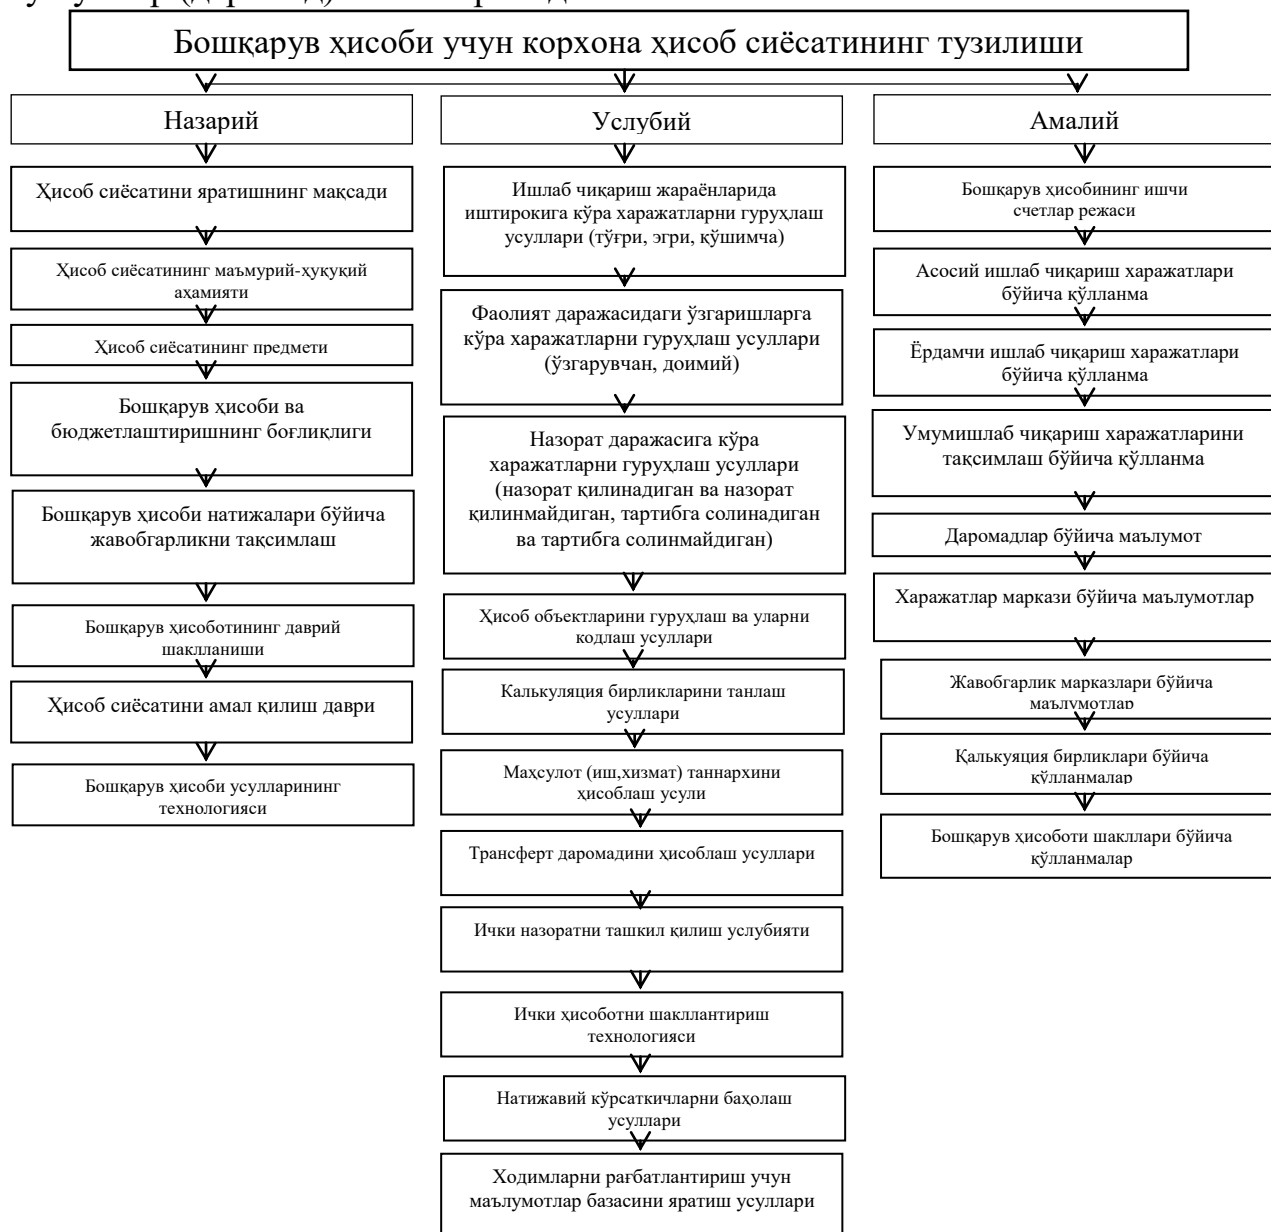 Бошқарув ҳисоби учун корхона ҳисоб сиёсатининг тузилиши
Назарий
Ҳисоб сиёсатини яратишнинг мақсади
Ҳисоб сиёсатининг маъмурий-ҳуқуқий
аҳамияти
Ҳисоб сиёсатининг предмети
Бошқарув ҳисоби ва
бюджетлаштиришнинг боғлиқлиги
Бошқарув ҳисоби натижалари бўйича
жавобгарликни тақсимлаш
Бошқарув ҳисоботининг даврий
шаклланиши
Ҳисоб сиёсатини амал қилиш даври
Бошқарув ҳисоби усулларининг
технологияси
Услубий
Ишлаб чиқариш жараёнларида
иштирокига кўра харажатларни гуруҳлаш
усуллари (тўғри, эгри, қўшимча)
Фаолият даражасидаги ўзгаришларга
кўра харажатларни гуруҳлаш усуллари
(ўзгарувчан, доимий)
Назорат даражасига кўра
харажатларни гуруҳлаш усуллари
(назорат қилинадиган ва назорат
қилинмайдиган, тартибга солинадиган
ва тартибга солинмайдиган)
Ҳисоб объектларини гуруҳлаш ва уларни
кодлаш усуллари
Калькуляция бирликларини танлаш
усуллари
Маҳсулот (иш,хизмат) таннархини
ҳисоблаш усули
Трансферт даромадини ҳисоблаш усуллари
Ички назоратни ташкил қилиш услубияти
Ички ҳисоботни шакллантириш
технологияси
Натижавий кўрсаткичларни баҳолаш
усуллари
Ходимларни рағбатлантириш учун
маълумотлар базасини яратиш усуллари
Амалий
Бошқарув ҳисобининг ишчи
счетлар режаси
Асосий ишлаб чиқариш харажатлари
бўйича қўлланма
Ёрдамчи ишлаб чиқариш харажатлари
бўйича қўлланма
Умумишлаб чиқариш харажатларини
тақсимлаш бўйича қўлланма
Даромадлар бўйича маълумот
Харажатлар маркази бўйича маълумотлар
Жавобгарлик марказлари бўйича
маълумотлар
Қалькуяция бирликлари бўйича
қўлланмалар
Бошқарув ҳисоботи шакллари бўйича
қўлланмалар